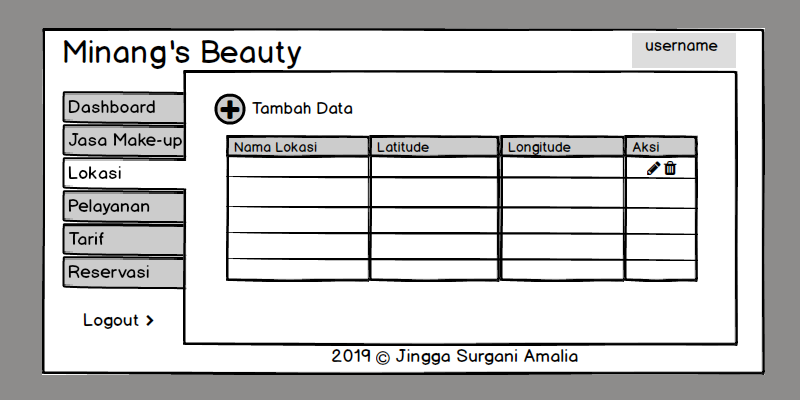 Minang's Beauty
username
Dashboard
Jasa Make-up
Lokasi
Pelayanan
Tarif
Reservasi
Logout
Tambah Data
Nama Lokasi Latitude Longitude Aksi
2019 © Jingga Surgani Amalia